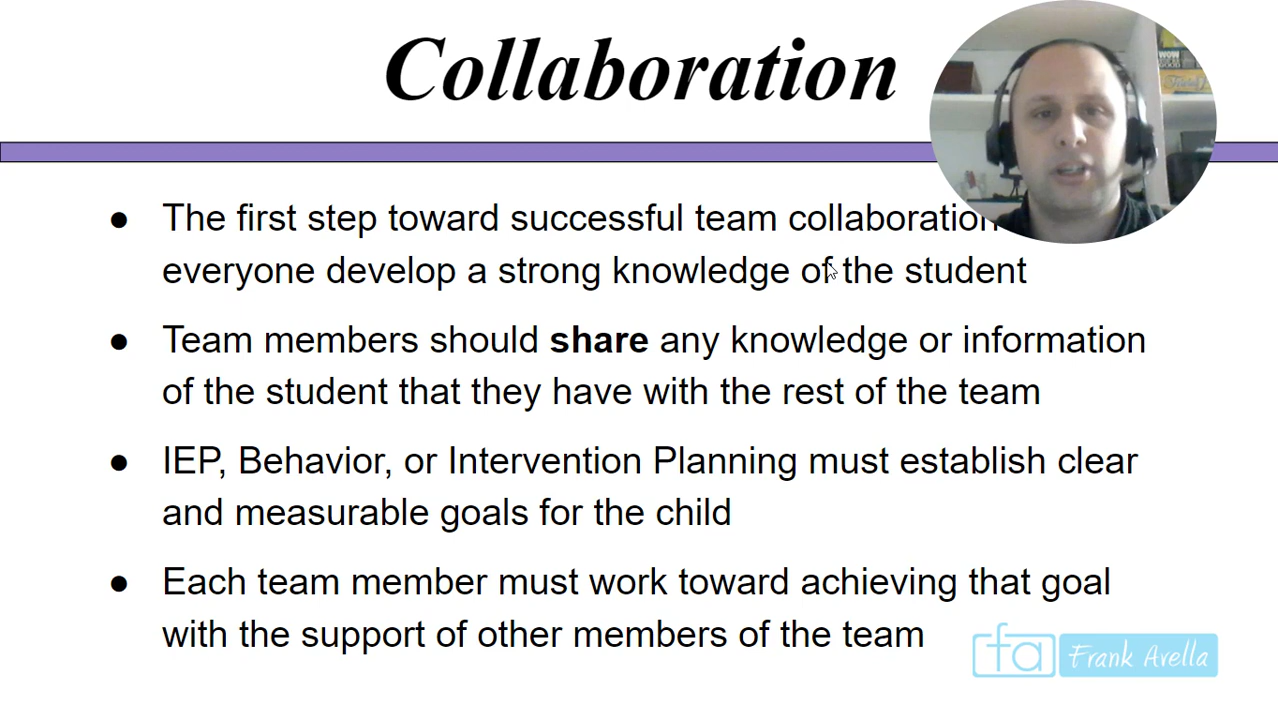 Collaboration
● The first step toward successful team collaboration
everyone develop a strong knowledge of the student
● Team members should share any knowledge or information
of the student that they have with the rest of the team
● IEP, Behavior, or Intervention Planning must establish clear
and measurable goals for the child
● Each team member must work toward achieving that goal
with the support of other members of the team
fa Frank Avella